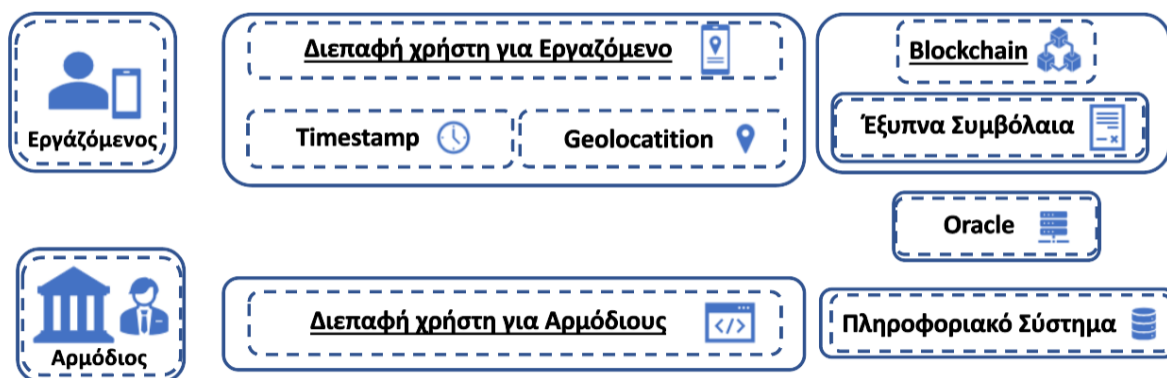 Εργάζόμενος
Διεπαφή χρήστη για Εργαζόμενο
Timestamp
Geolocatition
Blockchain
Έξυπνα Συμβόλαια
Oracle
Αρμόδιος
Διεπαφή χρήστη για Αρμόδιους
Πληροφοριακό Σύστημα